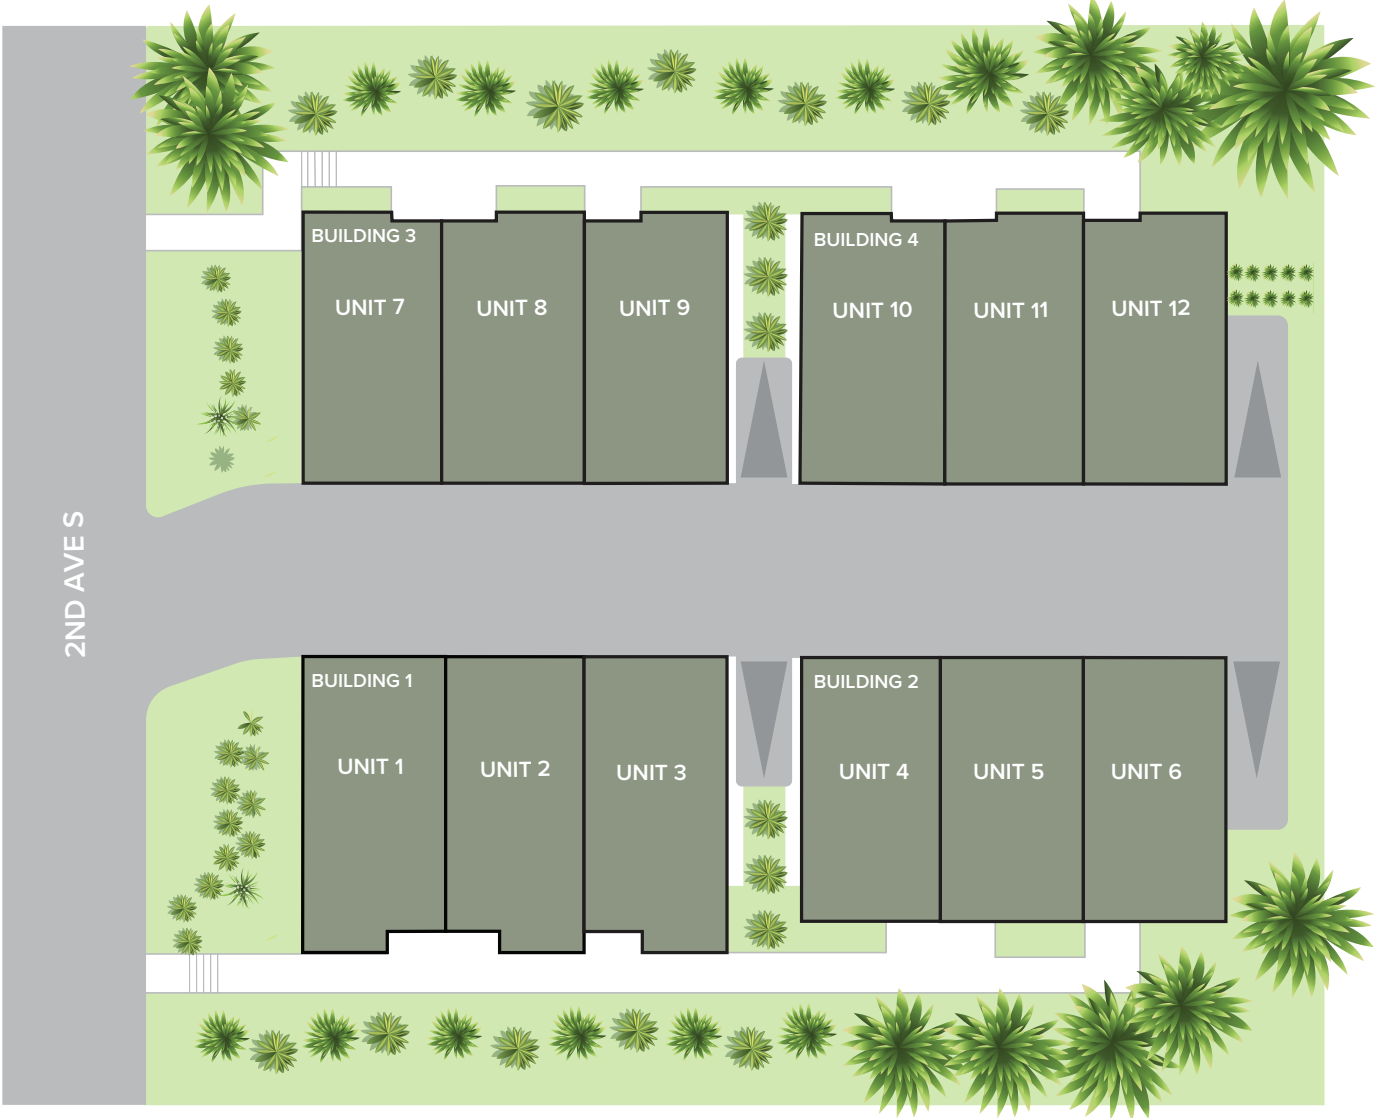 BUILDING 3
UNIT 7
UNIT 8
UNIT 9
BUILDING 4
UNIT 10
UNIT 11
UNIT 12
2ND AVE S
BUILDING 1
UNIT 1
UNIT 2
UNIT 3
BUILDING 2
UNIT 4
UNIT 5
UNIT 6